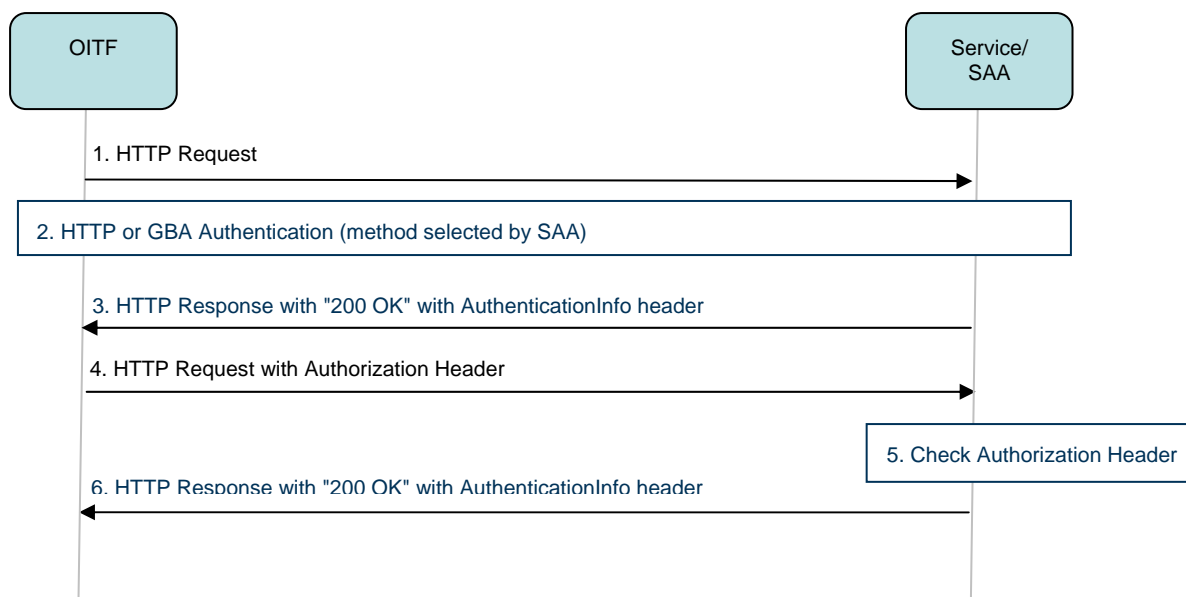 OITF
Service/
SAA
1. HTTP Request
2. HTTP or GBA Authentication (method selected by SAA)
3. HTTP Response with "200 OK" with AuthenticationInfo header
4. HTTP Request with Authorization Header
5. Check Authorization Header
6. HTTP Response with "200 OK" with AuthenticationInfo header